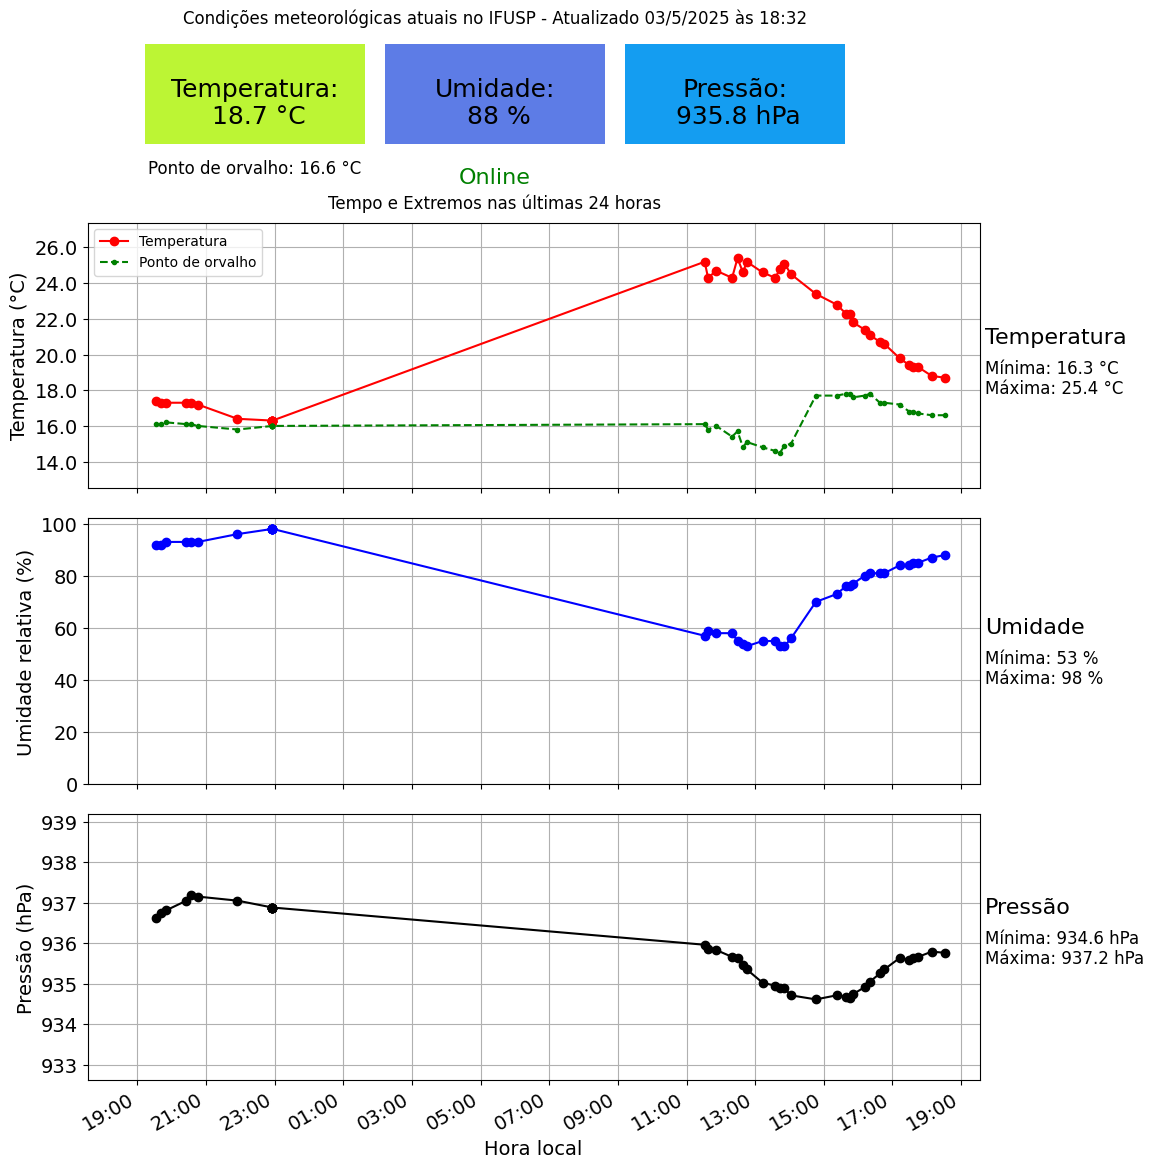 Condições meteorológicas atuais no IFUSP - Atualizado 03/5/2025 às 18:32
Temperatura:
18.7 °C
Umidade:
88 %
Pressão:
935.8 hPa
Ponto de orvalho: 16.6 °C
Online
Tempo e Extremos nas últimas 24 horas
Temperatura (°C)
26.0
24.0
22.0
20.0
18.0
16.0
14.0
Temperatura
Ponto de orvalho
Temperatura
Mínima: 16.3 °C
Máxima: 25.4 °C
Umidade relativa (%)
100
80
60
40
20
0
Umidade
Mínima: 53 %
Máxima: 98 %
Pressão (hPa)
939
938
937
936
935
934
933
Pressão
Mínima: 934.6 hPa
Máxima: 937.2 hPa
19:00 21:00 23:00 01:00 03:00 05:00 07:00 09:00 11:00 13:00 15:00 17:00 19:00
Hora local